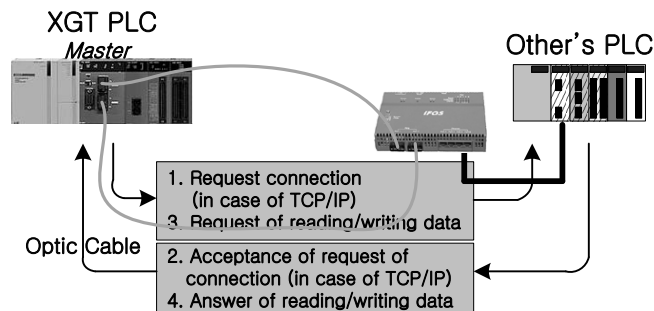 XGT PLC
Master
Other's PLC
IFOS
1. Request connection
(in case of TCP/IP)
3. Request of reading/writing data
Optic Cable
2. Acceptance of request of
connection (in case of TCP/IP)
4. Answer of reading/writing data